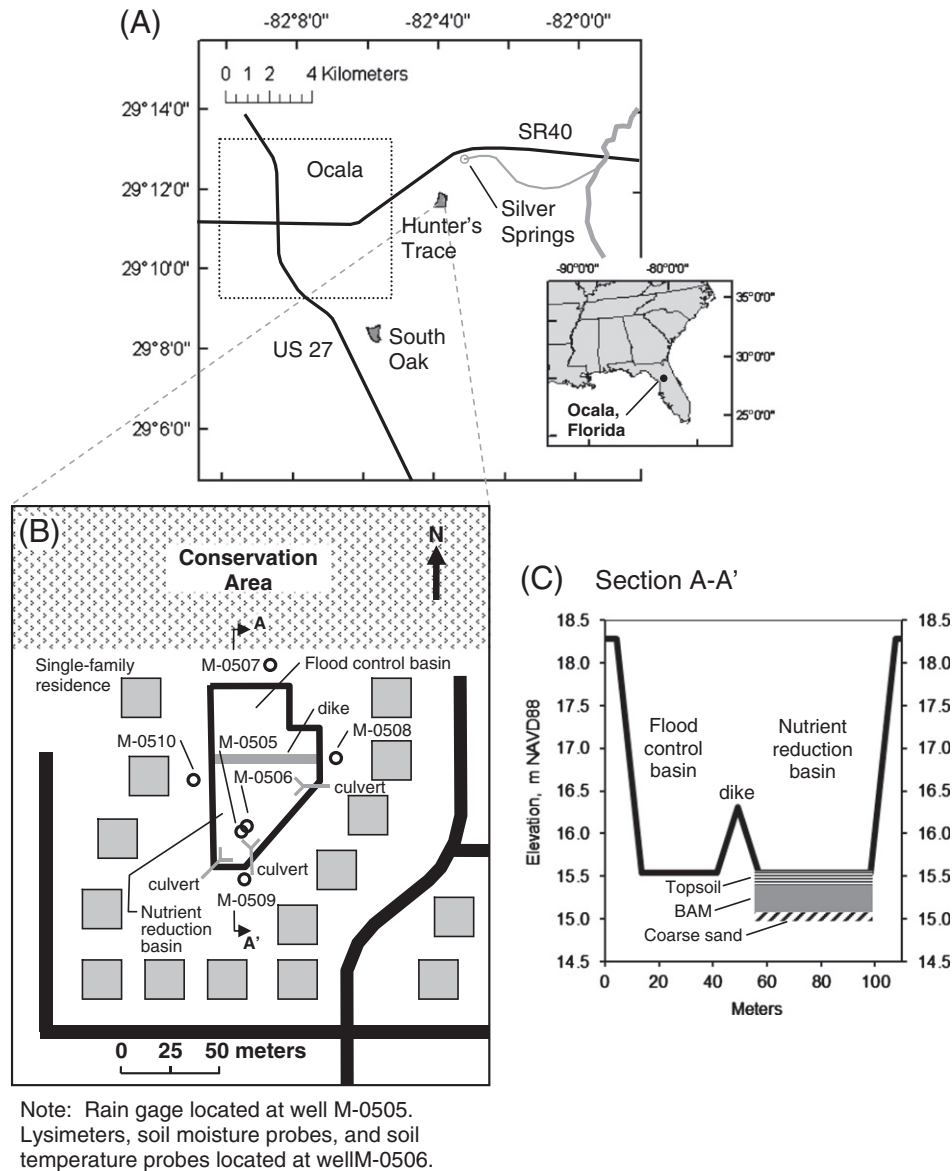 (A)
-82°8'0" -82°4'0" -82°0'0"
0 1 2 4 Kilometers
29°14'0"
29°12'0"
29°10'0"
29°8'0"
29°6'0"
SR40
Ocala
Silver
Springs
Hunter's
Trace
South
Oak
US 27
-90°0'0" -80°0'0"
35°0'0"
30°0'0"
25°0'0"
Ocala,
Florida
(B)
Conservation
Area
N
A
M-0507
Flood control basin
Single-family
residence
dike
M-0505
M-0508
M-0510
M-0506
culvert
culvert
culvert
M-0509
Nutrient
reduction
basin
A'
0 25 50 meters
(C) Section A-A'
Elevation, m NAVD88
18.5 18.5
18.0 18.0
17.5 17.5
17.0 17.0
16.5 16.5
16.0 16.0
15.5 15.5
15.0 15.0
14.5 14.5
Flood
control
basin
Nutrient
reduction
basin
dike
Topsoil
BAM
Coarse sand
0 20 40 60 80 100
Meters
Note: Rain gage located at well M-0505.
Lysimeters, soil moisture probes, and soil
temperature probes located at wellM-0506.